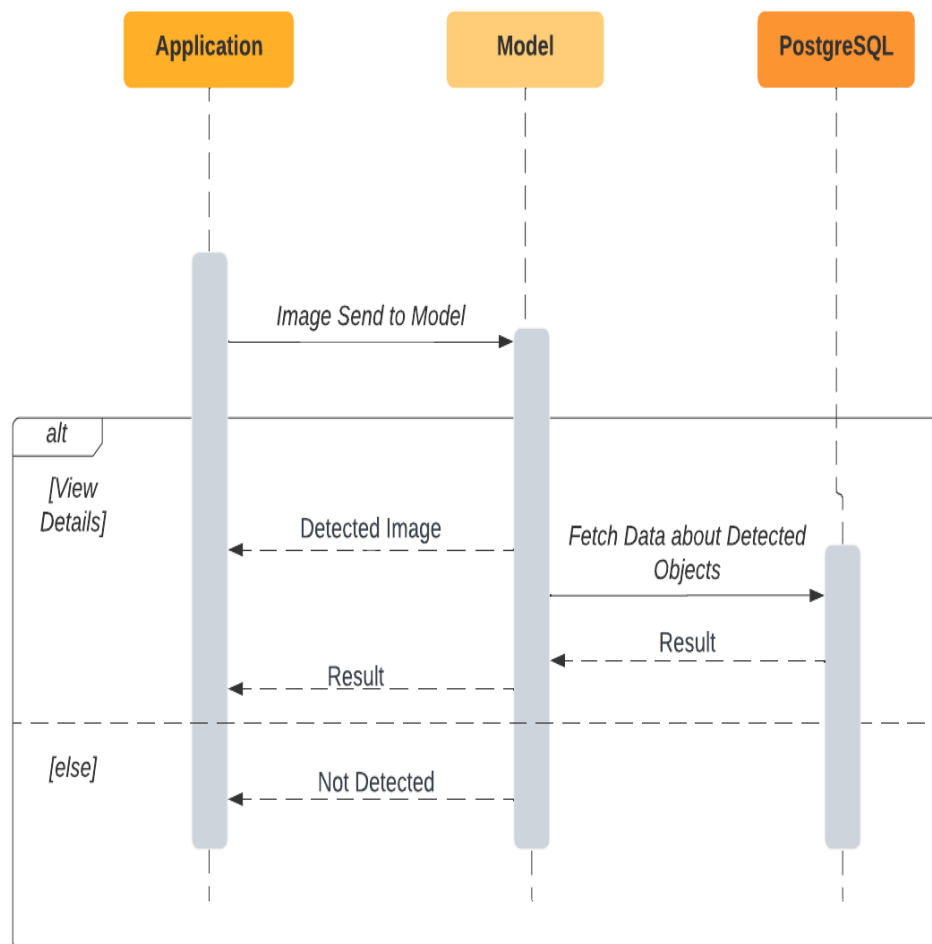 Application
Model
PostgreSQL
Image Send to Model
alt
[View
Details]
Detected Image
Fetch Data about Detected
Objects
Result
Result
[else]
Not Detected